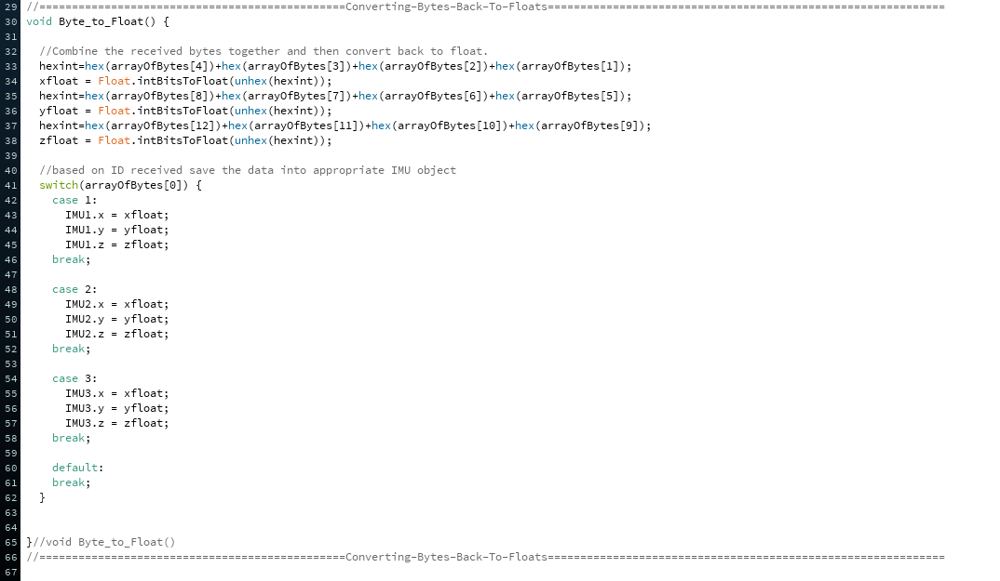 29 //===============================================Converting-Bytes-Back-To-Floats=============================================================
30 void Byte_to_Float() {
31
32   //Combine the received bytes together and then convert back to float.
33   hexint=hex(arrayOfBytes[4])+hex(arrayOfBytes[3])+hex(arrayOfBytes[2])+hex(arrayOfBytes[1]);
34   xfloat = Float.intBitsToFloat(unhex(hexint));
35   hexint=hex(arrayOfBytes[8])+hex(arrayOfBytes[7])+hex(arrayOfBytes[6])+hex(arrayOfBytes[5]);
36   yfloat = Float.intBitsToFloat(unhex(hexint));
37   hexint=hex(arrayOfBytes[12])+hex(arrayOfBytes[11])+hex(arrayOfBytes[10])+hex(arrayOfBytes[9]);
38   zfloat = Float.intBitsToFloat(unhex(hexint));
39
40   //based on ID received save the data into appropriate IMU object
41   switch(arrayOfBytes[0]) {
42     case 1:
43       IMU1.x = xfloat;
44       IMU1.y = yfloat;
45       IMU1.z = zfloat;
46     break;
47
48     case 2:
49       IMU2.x = xfloat;
50       IMU2.y = yfloat;
51       IMU2.z = zfloat;
52     break;
53
54     case 3:
55       IMU3.x = xfloat;
56       IMU3.y = yfloat;
57       IMU3.z = zfloat;
58     break;
59
60     default:
61     break;
62   }
63
64
65 }//void Byte_to_Float()
66 //===============================================Converting-Bytes-Back-To-Floats=============================================================
67